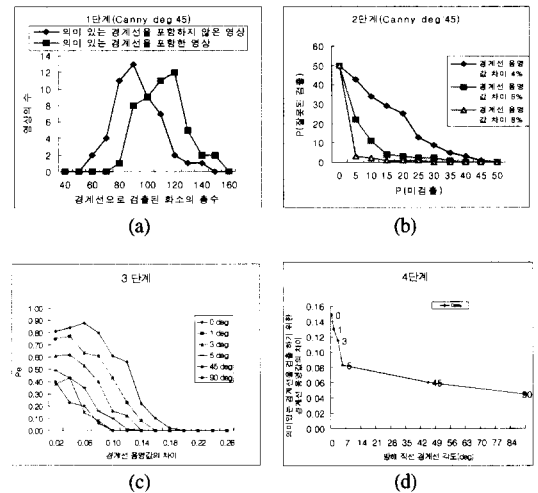 1단계(Canny deg 45)
의미 있는 경계선을 포함하지 않은 영상
의미 있는 경계선을 포함한 영상
영상의 수
14
12
10
8
6
4
2
0
40 60 80 100 120 140 160
경계선으로 검출된 화소의 총수
(a)
2단계(Canny deg 45)
P(잘못된 검출)
60
50
40
30
20
10
0
경계선 음영
값 차이 4%
경계선 음영
값 차이 6%
경계선 음영
값 차이 8%
0 5 10 15 20 25 30 35 40 45 50
P(미검출)
(b)
3 단계
Pe
1.00
0.90
0.80
0.70
0.60
0.50
0.40
0.30
0.20
0.10
0.00
0 deg
1 deg
3 deg
5 deg
45 deg
90 deg
0.02 0.06 0.10 0.14 0.18 0.22 0.26
경계선 음영값의 차이
(c)
4단계
의미있는 경계선을 검출 하기 위한
경계선 음영값의 차이
0.16
0.14
0.12
0.10
0.08
0.06
0.04
0.02
0.00
0
1
3
5
45
90
0 7 14 21 28 35 42 49 56 63 70 77 84
방해 직선 경계선 각도(deg)
(d)